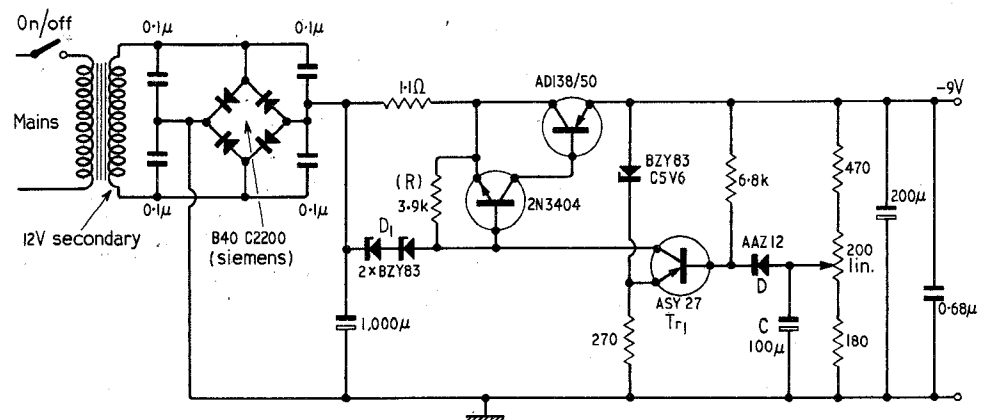 On/off
0·1μ
0·1μ
Mains
12V secondary
0·1μ
0·1μ
B40 C2200
(siemens)
1·1Ω
AD138/50
-9V
(R)
3·9k
2N3404
D1
2×BZY83
1,000μ
BZY83
C5V6
6·8k
470
200μ
AAZ12
200
lin.
D
ASY 27
Tr1
270
C
100μ
180
0·68μ